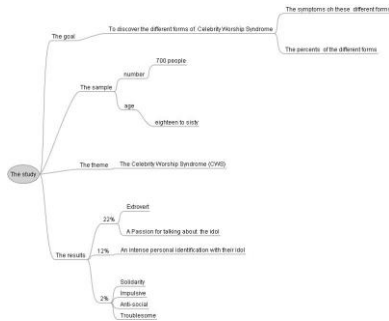 The symptoms oh these different forms
The goal
To discover the different forms of Celebrity Worship Syndrome
The percents of the different forms
700 people
number
The sample
age
eighteen to sixty
The study
The theme
The Celebrity Worship Syndrome (CWS)
Extrovert
22%
A Passion for talking about the idol
The results
12%
An intense personal identification with their idol
Solidarity
Impulsive
2%
Anti-social
Troublesome